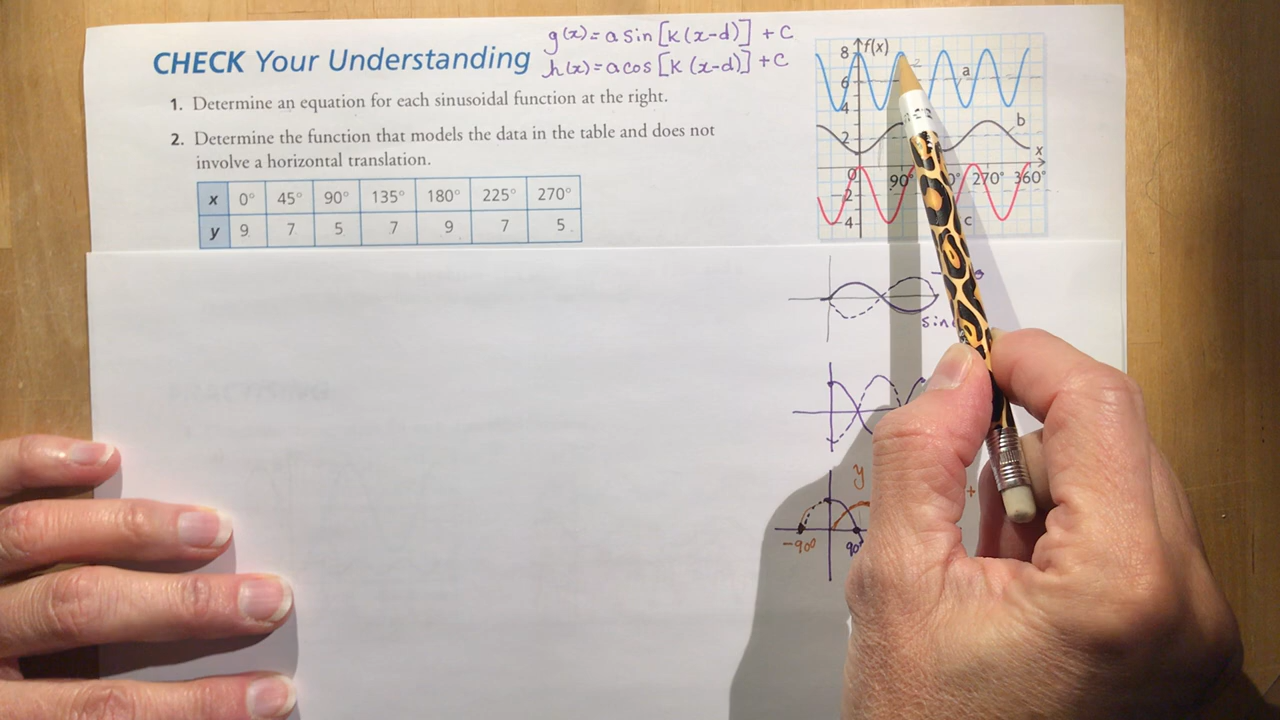 g(x) = a sin [k(x-d)] + c
CHECK Your Understanding
h(x) = a cos [k (x-d)] + c
1. Determine an equation for each sinusoidal function at the right.
2. Determine the function that models the data in the table and does not
involve a horizontal translation.
x 0° 45° 90° 135° 180° 225° 270°
y 9 7 5 7 9 7 5
f(x)
8
6
a
4
b
2
x
0
90° 270° 360°
-2
-4
c
sin
y
+
-90°
90